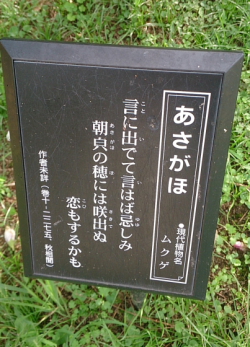 あさがほ
●現代植物名
ムクゲ
言に出でて言はば忌しみ
朝貌の穂には咲出ぬ
恋もするかも
作者未詳(巻十・二二七五、秋相聞)